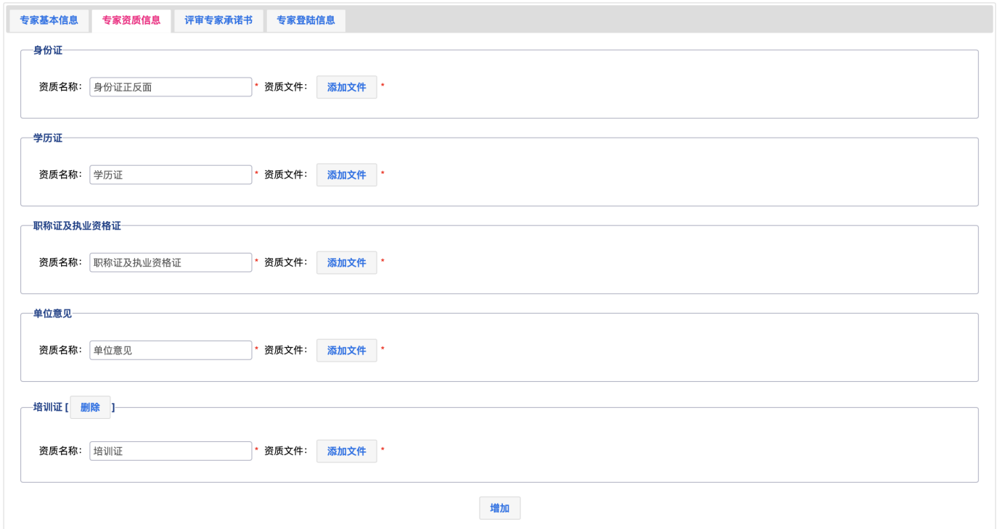 专家基本信息 专家资质信息 评审专家承诺书 专家登陆信息
身份证
资质名称: 身份证正反面 * 资质文件: 添加文件 *
学历证
资质名称: 学历证 * 资质文件: 添加文件 *
职称证及执业资格证
资质名称: 职称证及执业资格证 * 资质文件: 添加文件 *
单位意见
资质名称: 单位意见 * 资质文件: 添加文件 *
培训证 [ 删除 ]
资质名称: 培训证 * 资质文件: 添加文件 *
增加